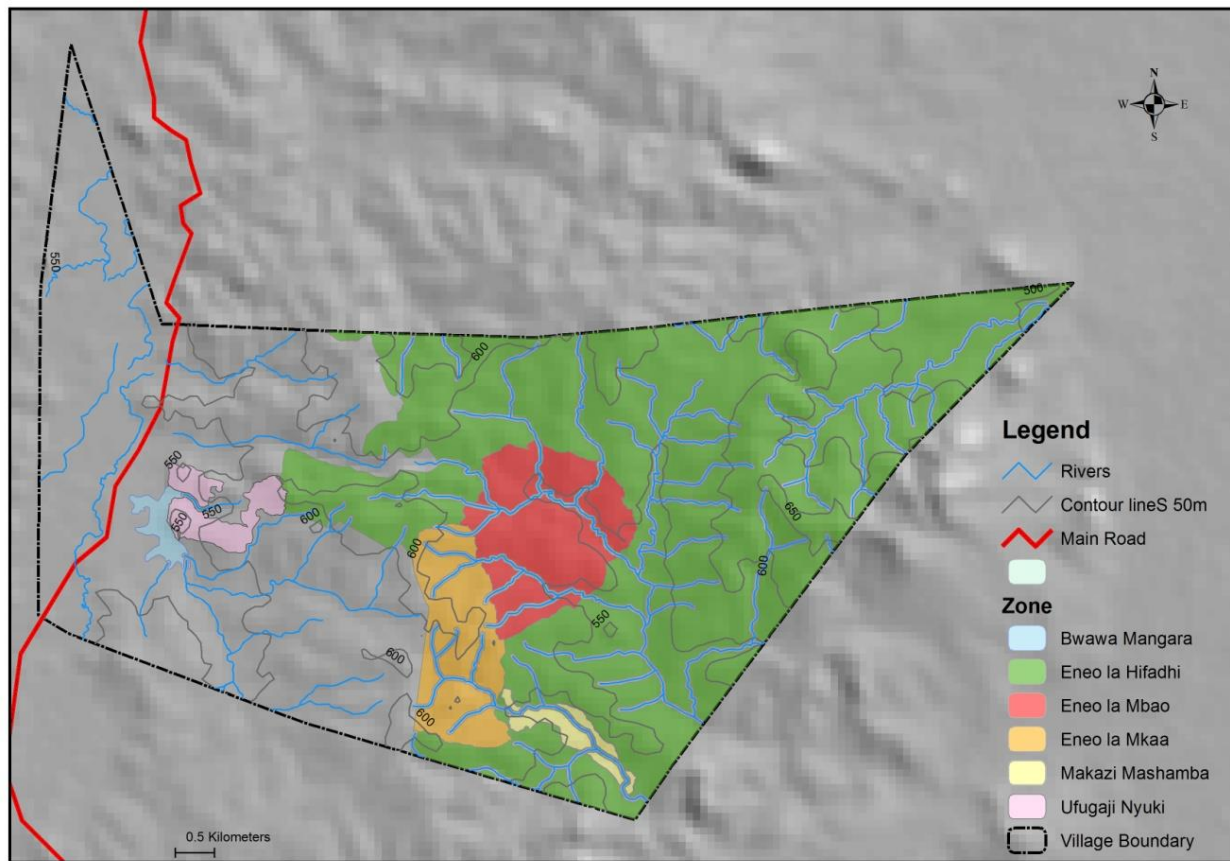 N
W E
S
550
500
600
550
550
550
600
600
650
600
550
600
600
Legend
Rivers
Contour lineS 50m
Main Road
Zone
Bwawa Mangara
Eneo la Hifadhi
Eneo la Mbao
Eneo la Mkaa
Makazi Mashamba
Ufugaji Nyuki
Village Boundary
0.5 Kilometers